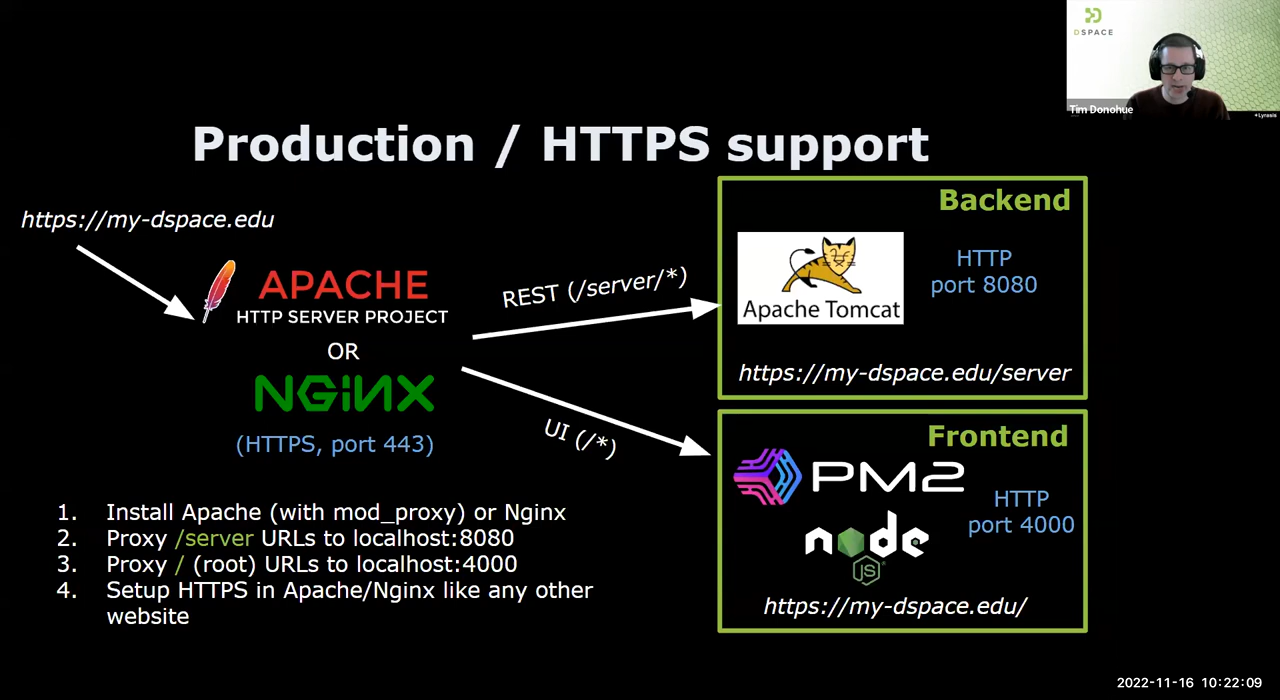 DSPACE
Tim Donohue
Lyrasis
Production / HTTPS support
https://my-dspace.edu
APACHE
HTTP SERVER PROJECT
OR
NGINX
(HTTPS, port 443)
REST (/server/*)
UI (/*)
Backend
Apache Tomcat
HTTP
port 8080
https://my-dspace.edu/server
Frontend
PM2
node
JS
HTTP
port 4000
https://my-dspace.edu/
1. Install Apache (with mod_proxy) or Nginx
2. Proxy /server URLs to localhost:8080
3. Proxy / (root) URLs to localhost:4000
4. Setup HTTPS in Apache/Nginx like any other
website
2022-11-16 10:22:09